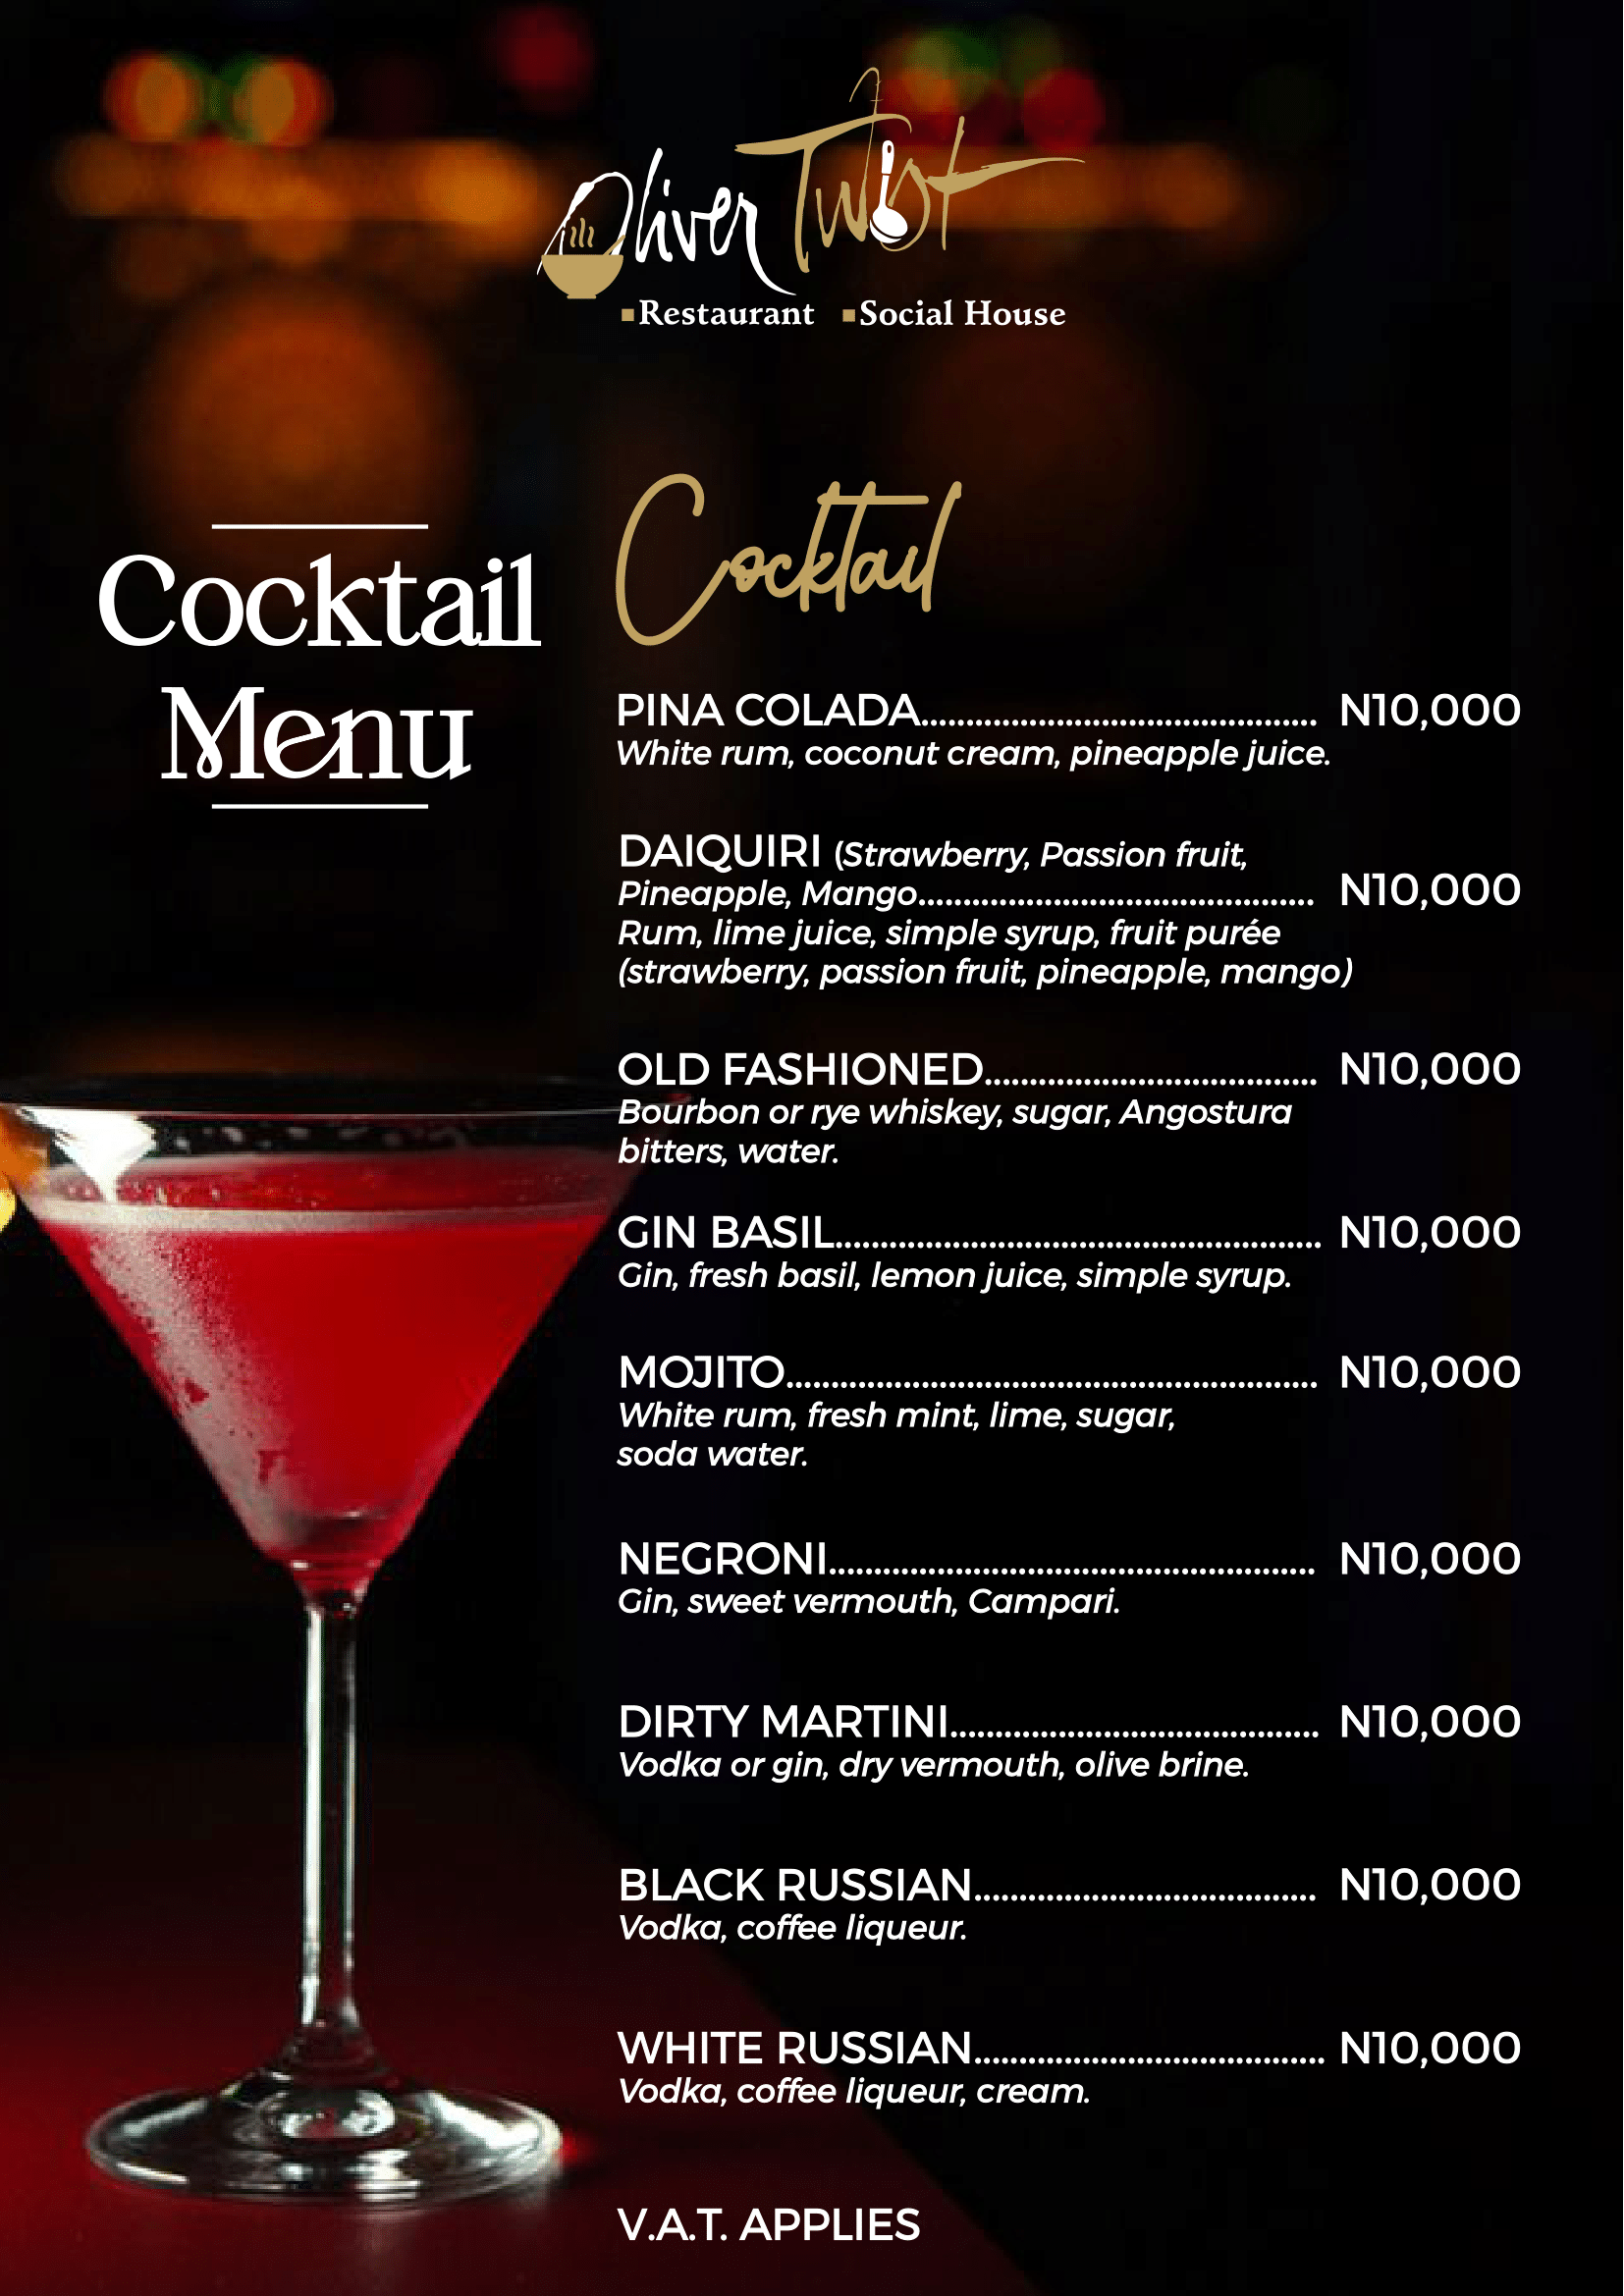 Oliver Twist
Restaurant Social House
Cocktail
Menu
Cocktail
PINA COLADA............................................ N10,000
White rum, coconut cream, pineapple juice.
DAIQUIRI (Strawberry, Passion fruit,
Pineapple, Mango............................................ N10,000
Rum, lime juice, simple syrup, fruit purée
(strawberry, passion fruit, pineapple, mango)
OLD FASHIONED..................................... N10,000
Bourbon or rye whiskey, sugar, Angostura
bitters, water.
GIN BASIL...................................................... N10,000
Gin, fresh basil, lemon juice, simple syrup.
MOJITO........................................................... N10,000
White rum, fresh mint, lime, sugar,
soda water.
NEGRONI...................................................... N10,000
Gin, sweet vermouth, Campari.
DIRTY MARTINI......................................... N10,000
Vodka or gin, dry vermouth, olive brine.
BLACK RUSSIAN...................................... N10,000
Vodka, coffee liqueur.
WHITE RUSSIAN....................................... N10,000
Vodka, coffee liqueur, cream.
V.A.T. APPLIES